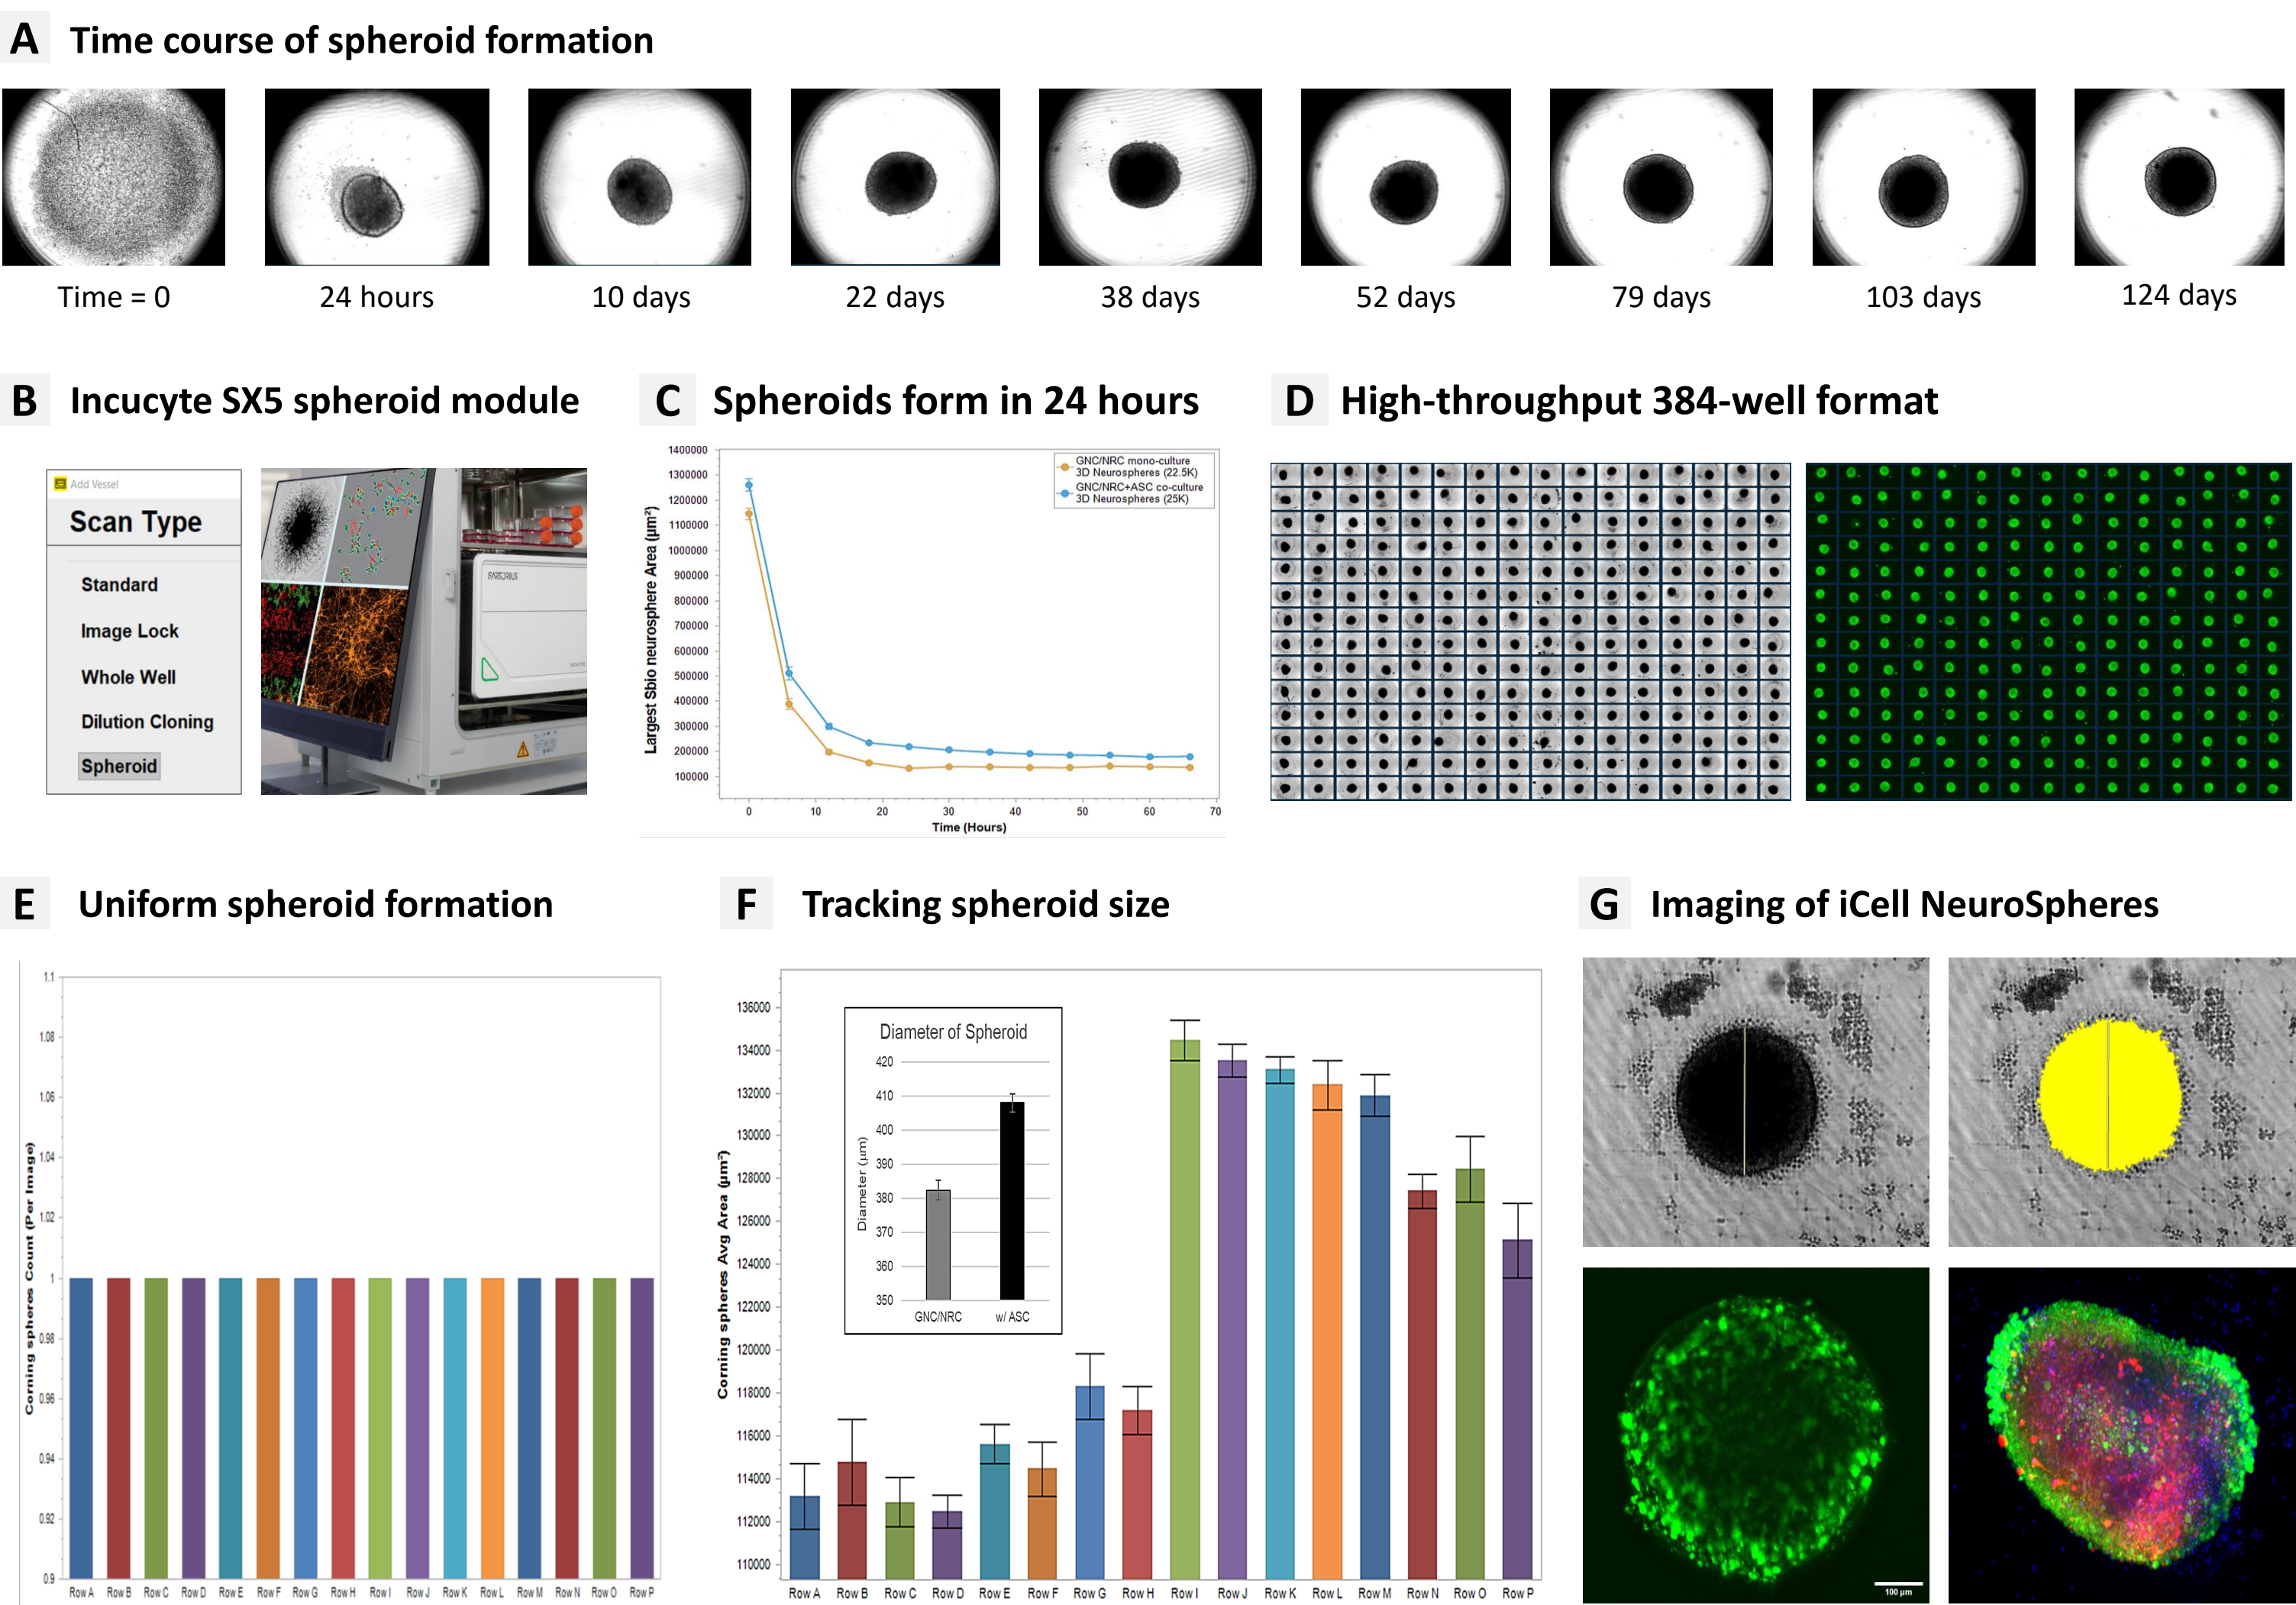 A Time course of spheroid formation
Time = 0
24 hours
10 days
22 days
38 days
52 days
79 days
103 days
124 days
B Incucyte SX5 spheroid module
Add Vessel
Scan Type
Standard
Image Lock
Whole Well
Dilution Cloning
Spheroid
SARTORIUS
C Spheroids form in 24 hours
Largest Sbio neurosphere Area (µm²)
1400000
1300000
1200000
1100000
1000000
900000
800000
700000
600000
500000
400000
300000
200000
100000
GNC/NRC mono-culture
3D Neurospheres (22.5K)
GNC/NRC+ASC co-culture
3D Neurospheres (25K)
0 10 20 30 40 50 60 70
Time (Hours)
D High-throughput 384-well format
E Uniform spheroid formation
Corning spheres Count (Per Image)
1.1
1.08
1.06
1.04
1.02
1
0.98
0.96
0.94
0.92
0.9
Row A Row B Row C Row D Row E Row F Row G Row H Row I Row J Row K Row L Row M Row N Row O Row P
F Tracking spheroid size
Corning spheres Avg Area (µm²)
136000
134000
132000
130000
128000
126000
124000
122000
120000
118000
116000
114000
112000
110000
Diameter of Spheroid
Diameter (µm)
420
410
400
390
380
370
360
350
GNC/NRC w/ ASC
Row A Row B Row C Row D Row E Row F Row G Row H Row I Row J Row K Row L Row M Row N Row O Row P
G Imaging of iCell NeuroSpheres
100 µm